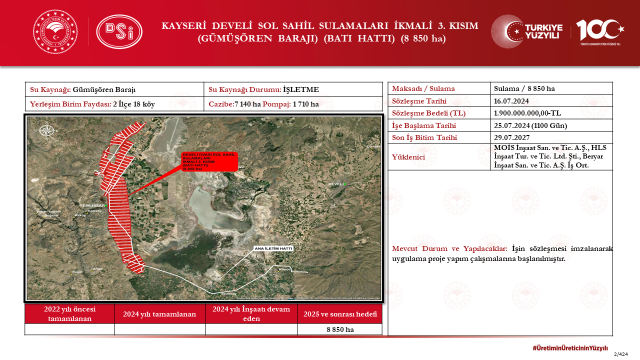 KAYSERİ DEVELİ SOL SAHİL SULAMALARI İKMALİ 3. KISIM
(GÜMÜŞÖREN BARAJI) (BATI HATTI) (8 850 ha)
DSİ
TÜRKİYE
YÜZYILI
Su Kaynağı: Gümüşören Barajı
Su Kaynağı Durumu: İŞLETME
Yerleşim Birim Faydası: 2 İlçe 18 köy
Cazibe:7 140 ha Pompaj: 1 710 ha
ANA İLETİM HATTI
2022 yılı öncesi tamamlanan
2024 yılı tamamlanan
2024 yılı İnşaatı devam eden
2025 ve sonrası hedefi
8 850 ha
Maksadı / Sulama
Sulama / 8 850 ha
Sözleşme Tarihi
16.07.2024
Sözleşme Bedeli (TL)
1.900.000.000,00-TL
İşe Başlama Tarihi
25.07.2024 (1100 Gün)
Son İş Bitim Tarihi
29.07.2027
Yüklenici
MOİS İnşaat San. ve Tic. A.Ş., HLS
İnşaat Tur. ve Tic. Ltd. Şti., Beryar
İnşaat San. ve Tic. A.Ş. İş Ort.
Mevcut Durum ve Yapılacaklar: İşin sözleşmesi imzalanarak
uygulama proje yapım çalışmalarına başlanılmıştır.
#ÜretiminÜreticininYüzyılı
2/424